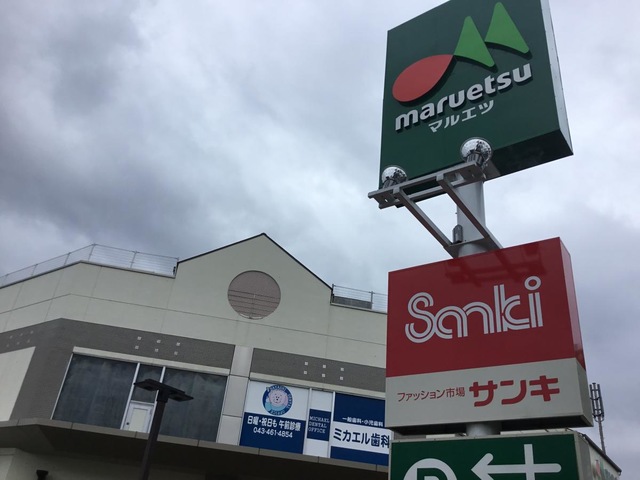 maruetsu
マルエツ
Sanki
ファッション市場 サンキ
P
日曜・祝日も午前診療
043-461-4854
MICHAEL
DENTAL
OFFICE
一般歯科・小児歯科
ミカエル歯科